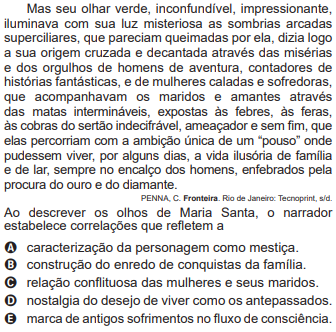 Mas seu olhar verde, inconfundível, impressionante,
iluminava com sua luz misteriosa as sombrias arcadas
superciliares, que pareciam queimadas por ela, dizia logo
a sua origem cruzada e decantada através das misérias
e dos orgulhos de homens de aventura, contadores de
histórias fantásticas, e de mulheres caladas e sofredoras,
que acompanhavam os maridos e amantes através
das matas intermináveis, expostas às febres, às feras,
às cobras do sertão indecifrável, ameaçador e sem fim, que
elas percorriam com a ambição única de um “pouso” onde
pudessem viver, por alguns dias, a vida ilusória de família
e de lar, sempre no encalço dos homens, enfebrados pela
procura do ouro e do diamante.
PENNA, C. Fronteira. Rio de Janeiro: Tecnoprint, s/d.
Ao descrever os olhos de Maria Santa, o narrador
estabelece correlações que refletem a
A caracterização da personagem como mestiça.
B construção do enredo de conquistas da família.
C relação conflituosa das mulheres e seus maridos.
D nostalgia do desejo de viver como os antepassados.
E marca de antigos sofrimentos no fluxo de consciência.